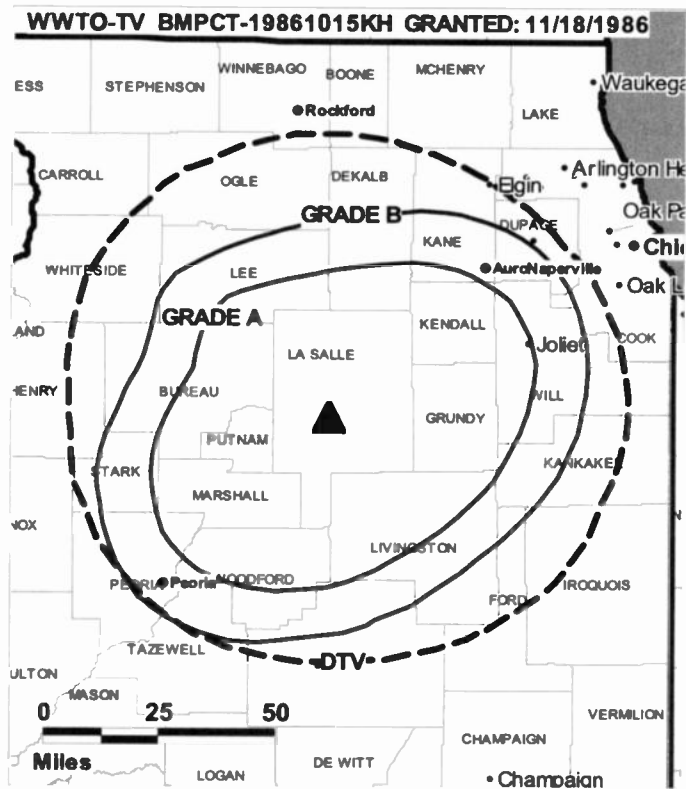 WWTO-TV BMPCT-19861015KH GRANTED: 11/18/1986
ESS
STEPHENSON
WINNEBAGO
BOONE
MCHENRY
Waukega
Rockford
LAKE
CARROLL
OGLE
DEKALB
Elgin
Arlington He
GRADE B
DUPAGE
Oak Pa
KANE
Chi
WHITESIDE
LEE
AuroNaperville
Oak L
GRADE A
KENDALL
AND
LA SALLE
Joliet
COOK
HENRY
BUREAU
WILL
PUTNAM
GRUNDY
STARK
KANKAKEE
MARSHALL
NOX
LIVINGSTON
PEORIA
Peoria
WOODFORD
FORD
IROQUOIS
TAZEWELL
DTV
ULTON
MASON
0 25 50
VERMILION
CHAMPAIGN
Miles
LOGAN
DE WITT
Champaign